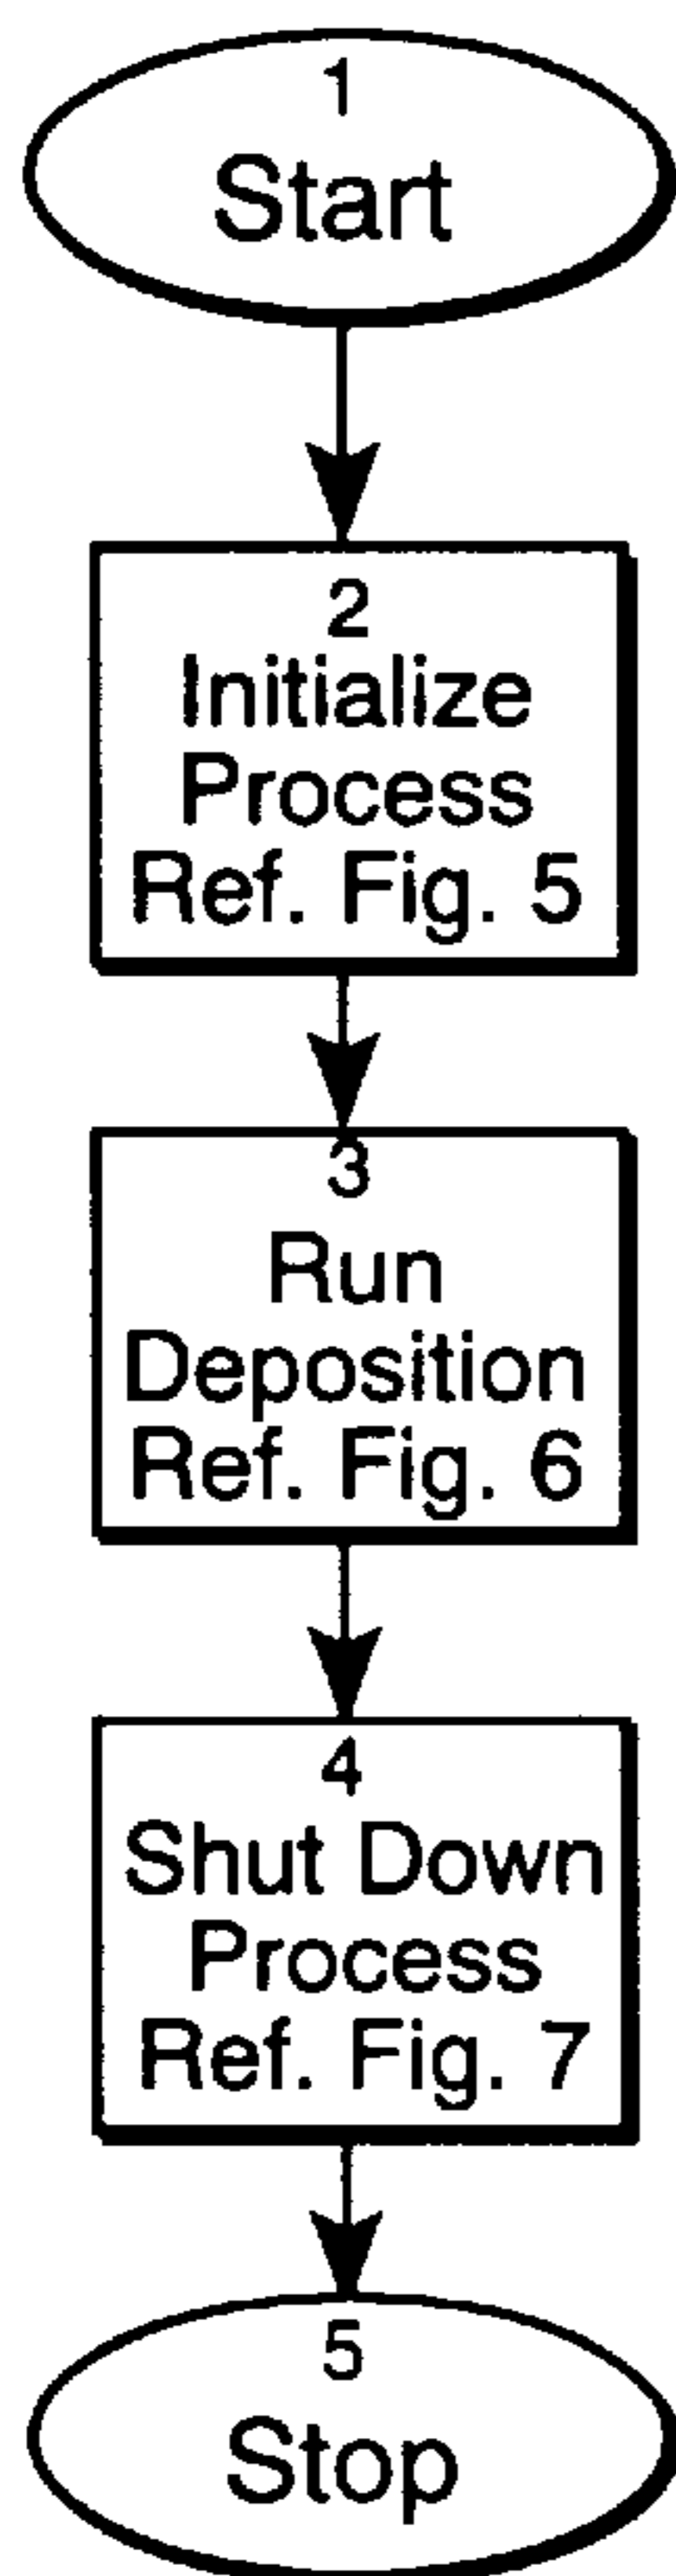 1
Start
2
Initialize
Process
Ref. Fig. 5
3
Run
Deposition
Ref. Fig. 6
4
Shut Down
Process
Ref. Fig. 7
5
Stop